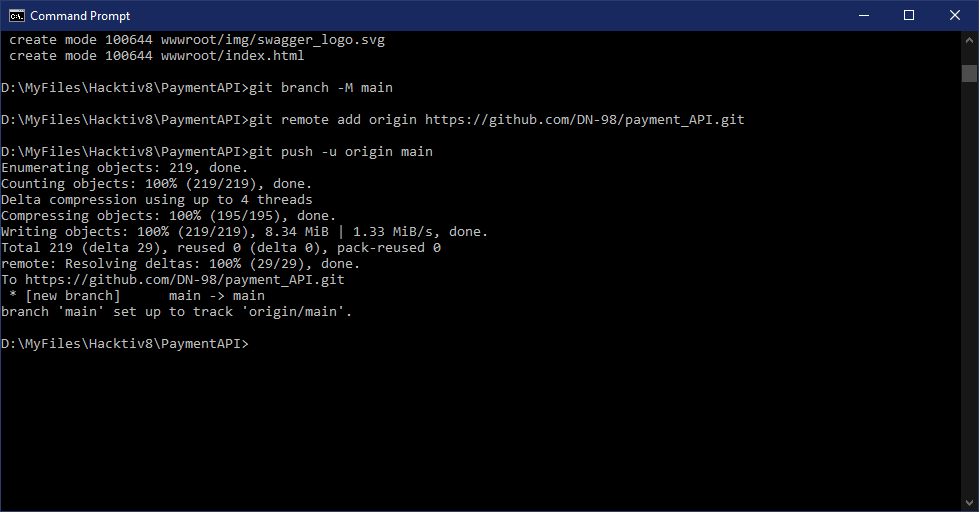 Command Prompt
create mode 100644 wwwroot/img/swagger_logo.svg
create mode 100644 wwwroot/index.html
D:\MyFiles\Hacktiv8\PaymentAPI>git branch -M main
D:\MyFiles\Hacktiv8\PaymentAPI>git remote add origin https://github.com/DN-98/payment_API.git
D:\MyFiles\Hacktiv8\PaymentAPI>git push -u origin main
Enumerating objects: 219, done.
Counting objects: 100% (219/219), done.
Delta compression using up to 4 threads
Compressing objects: 100% (195/195), done.
Writing objects: 100% (219/219), 8.34 MiB | 1.33 MiB/s, done.
Total 219 (delta 29), reused 0 (delta 0), pack-reused 0
remote: Resolving deltas: 100% (29/29), done.
To https://github.com/DN-98/payment_API.git
 * [new branch]      main -> main
branch 'main' set up to track 'origin/main'.
D:\MyFiles\Hacktiv8\PaymentAPI>